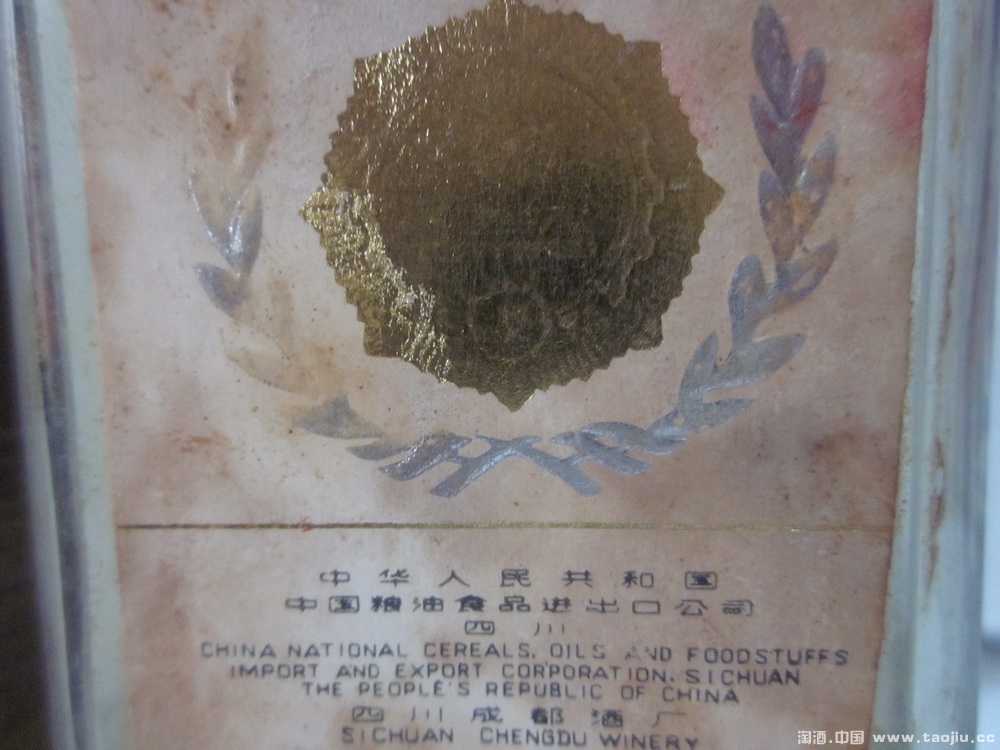 中华人民共和国
中国粮油食品进出口公司
四川
CHINA NATIONAL CEREALS, OILS AND FOODSTUFFS
IMPORT AND EXPORT CORPORATION. SICHUAN
THE PEOPLE'S REPUBLIC OF CHINA
四川成都酒厂
SICHUAN CHENGDU WINERY
淘酒.中国 www.taojiu.cc